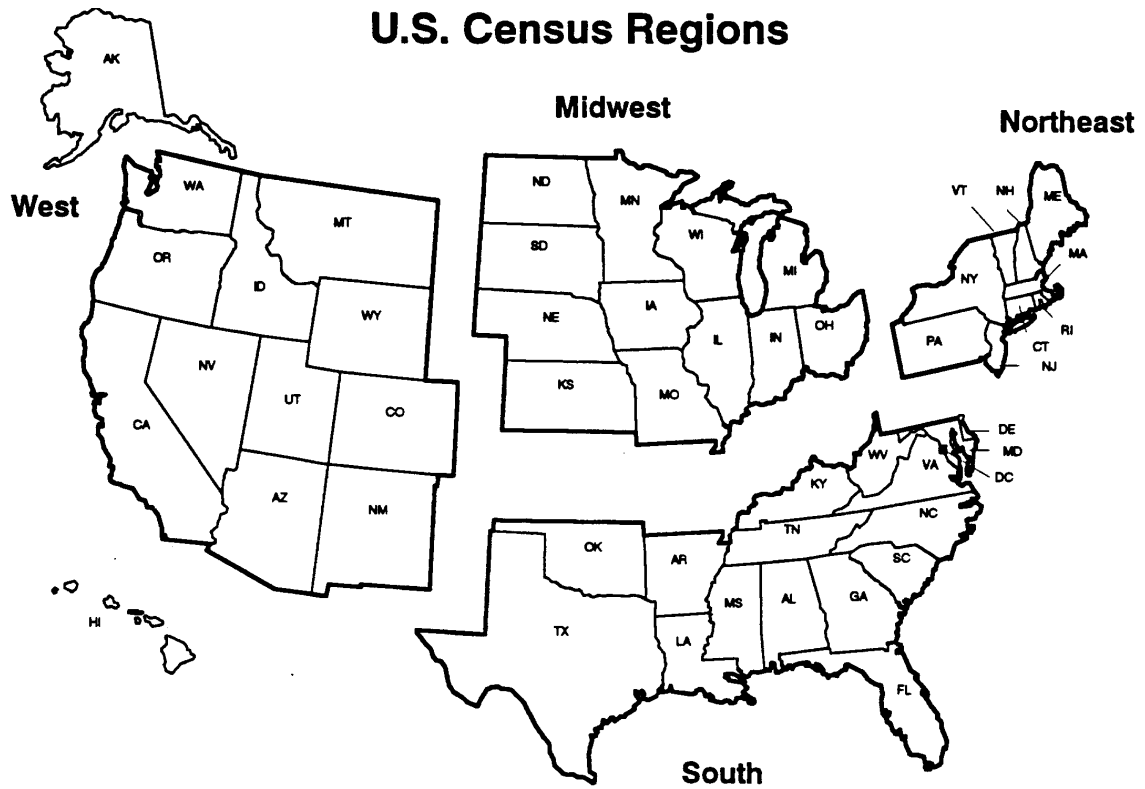 U.S. Census Regions
AK
Midwest
Northeast
West
WA
MT
OR
ID
WY
NV
UT
CO
CA
AZ
NM
HI
ND
MN
SD
WI
MI
NE
IA
IL
IN
OH
KS
MO
VT
NH
ME
MA
NY
PA
RI
CT
NJ
DE
MD
DC
WV
VA
KY
NC
TN
SC
OK
AR
MS
AL
GA
TX
LA
FL
South